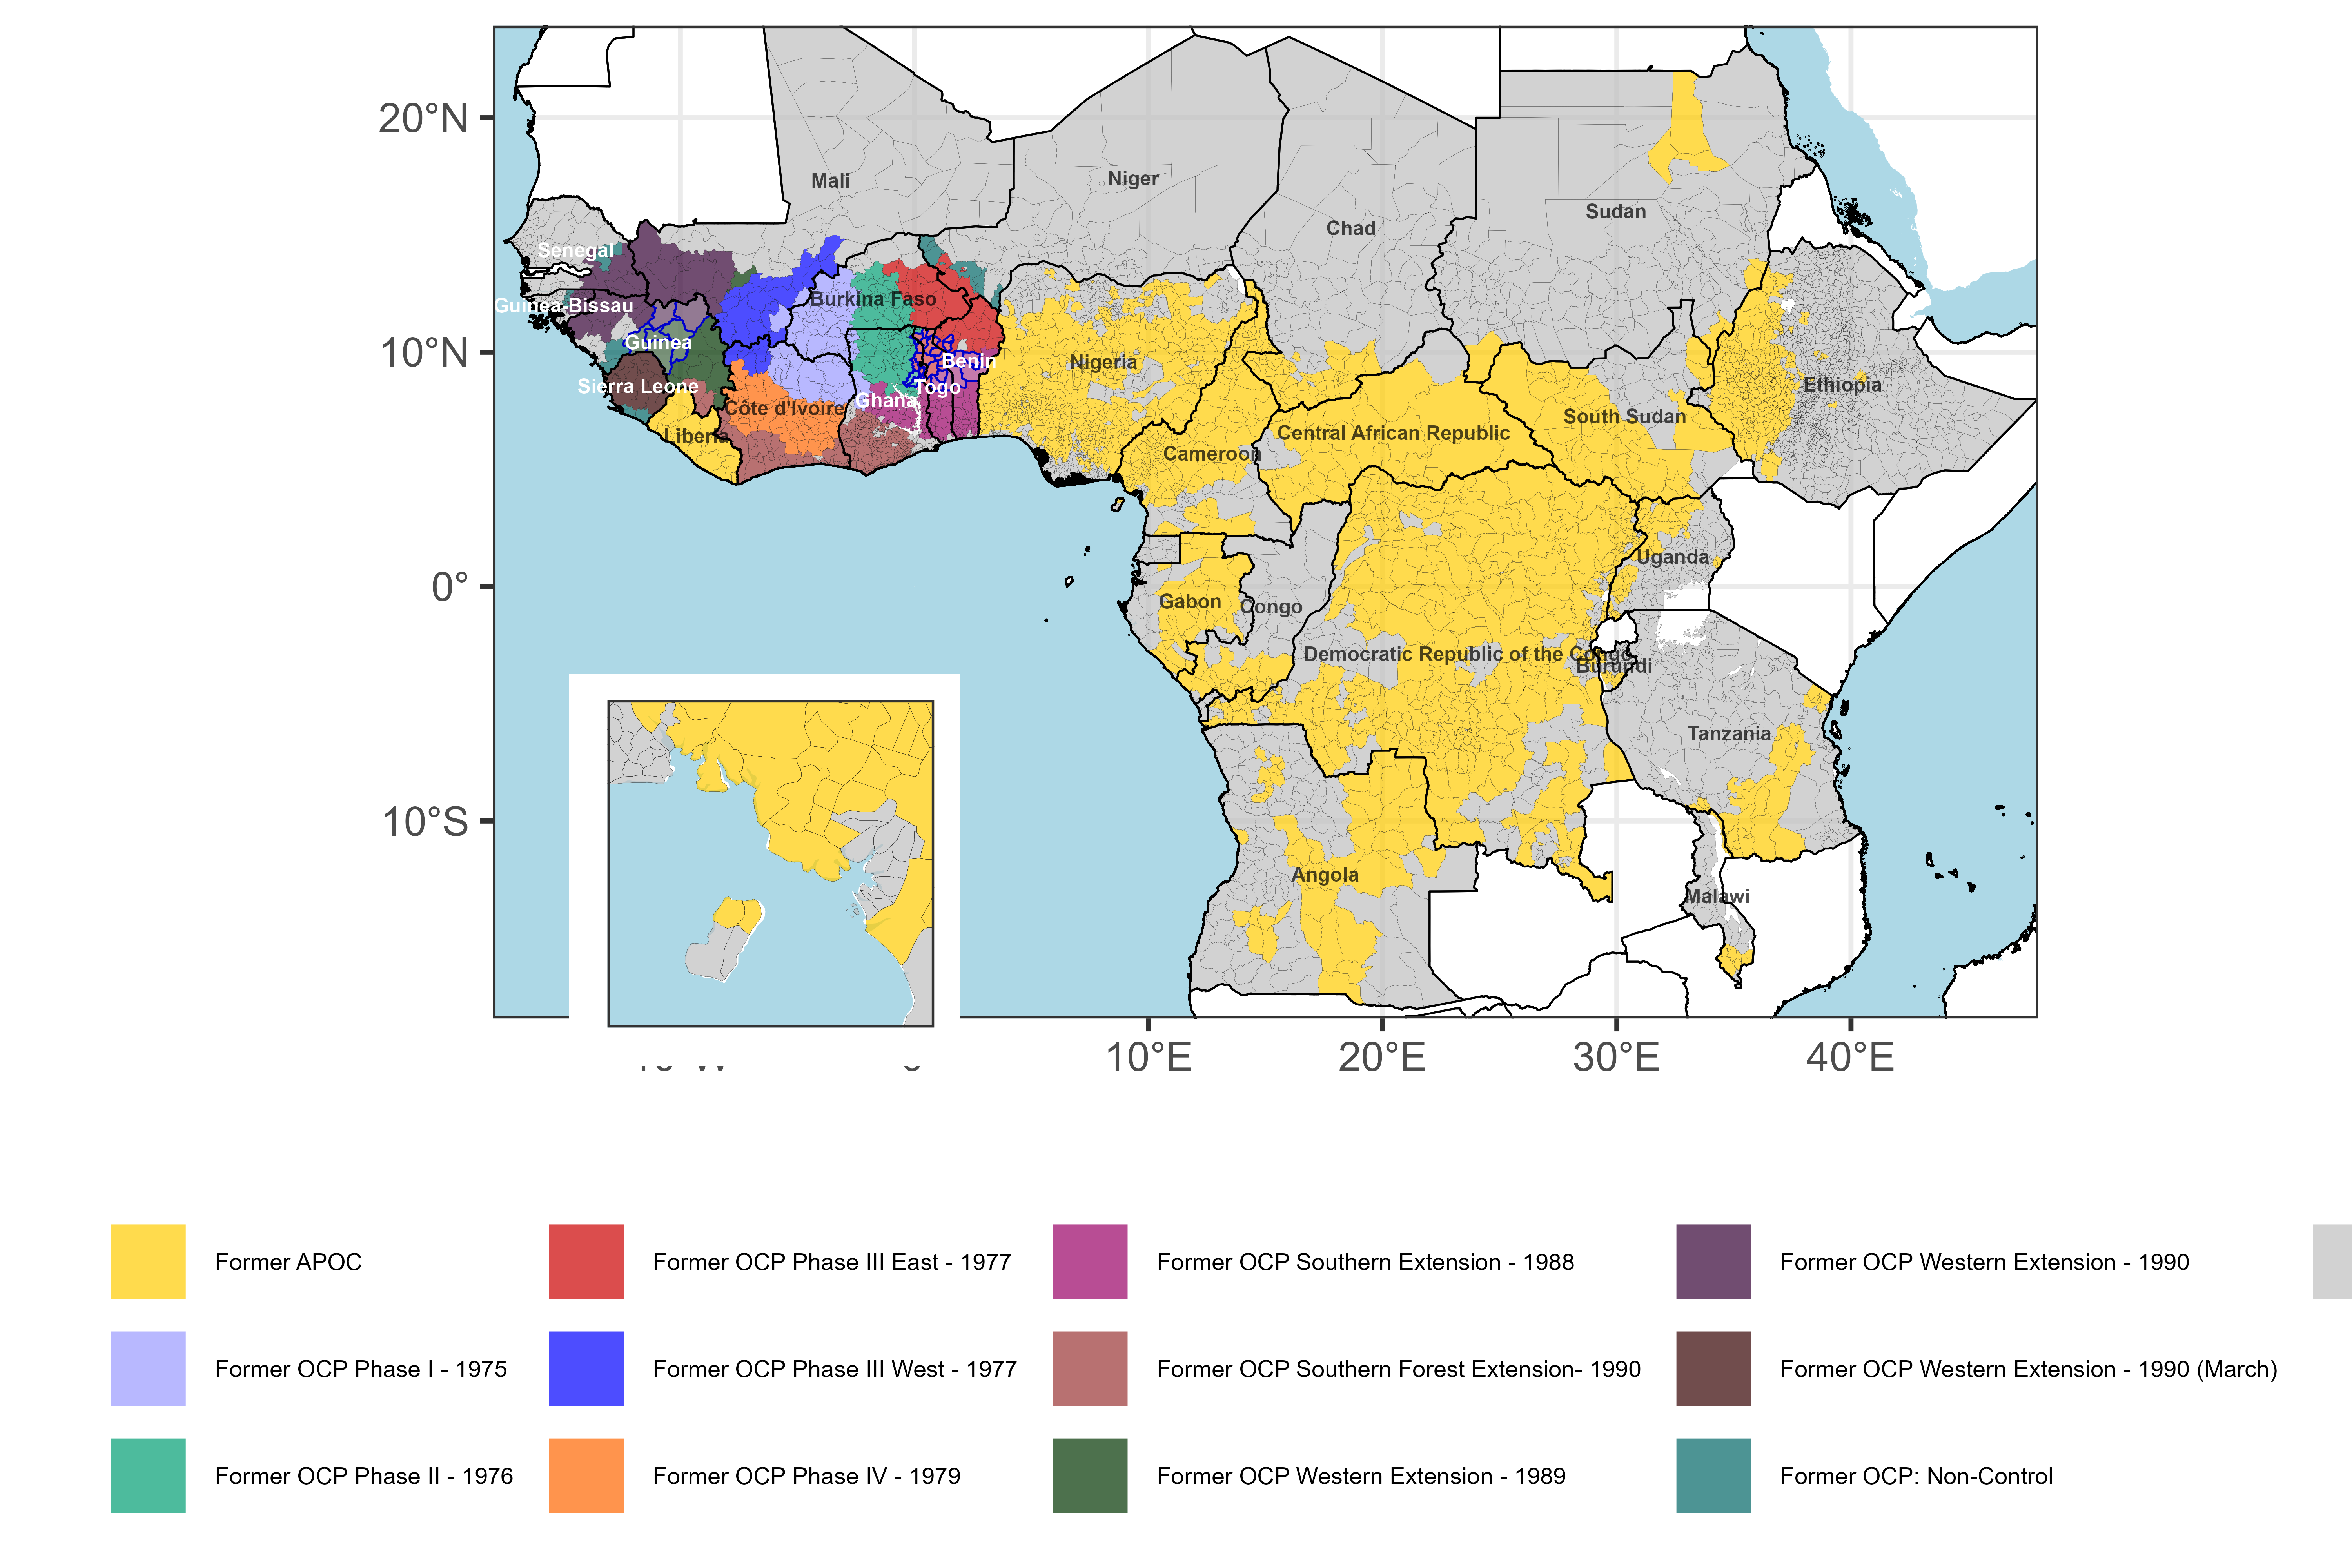 20°N
10°N
0°
10°S
Mali
Niger
Chad
Sudan
Senegal
Guinea-Bissau
Burkina Faso
Guinea
Benin
Nigeria
Sierra Leone
Togo
Ghana
Côte d'Ivoire
Liberia
Ethiopia
South Sudan
Central African Republic
Cameroon
Uganda
Gabon
Congo
Democratic Republic of the Congo
Burundi
Tanzania
Angola
Malawi
10°E
20°E
30°E
40°E
Former APOC
Former OCP Phase III East - 1977
Former OCP Southern Extension - 1988
Former OCP Western Extension - 1990
Former OCP Phase I - 1975
Former OCP Phase III West - 1977
Former OCP Southern Forest Extension- 1990
Former OCP Western Extension - 1990 (March)
Former OCP Phase II - 1976
Former OCP Phase IV - 1979
Former OCP Western Extension - 1989
Former OCP: Non-Control